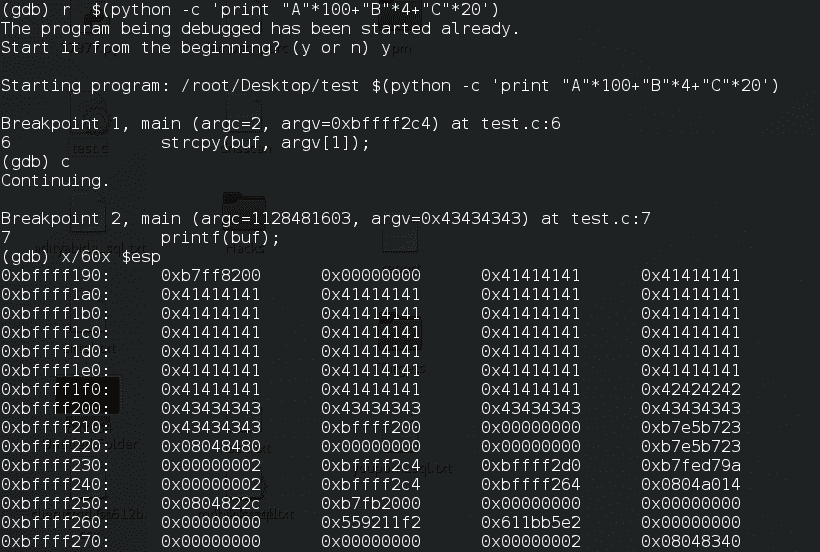 (gdb) r  $(python -c 'print "A"*100+"B"*4+"C"*20')
The program being debugged has been started already.
Start it from the beginning? (y or n) y
Starting program: /root/Desktop/test $(python -c 'print "A"*100+"B"*4+"C"*20')
Breakpoint 1, main (argc=2, argv=0xbffff2c4) at test.c:6
6               strcpy(buf, argv[1]);
(gdb) c
Continuing.
Breakpoint 2, main (argc=1128481603, argv=0x43434343) at test.c:7
7               printf(buf);
(gdb) x/60x $esp
0xbffff190:     0xb7ff8200      0x00000000      0x41414141      0x41414141
0xbffff1a0:     0x41414141      0x41414141      0x41414141      0x41414141
0xbffff1b0:     0x41414141      0x41414141      0x41414141      0x41414141
0xbffff1c0:     0x41414141      0x41414141      0x41414141      0x41414141
0xbffff1d0:     0x41414141      0x41414141      0x41414141      0x41414141
0xbffff1e0:     0x41414141      0x41414141      0x41414141      0x41414141
0xbffff1f0:     0x41414141      0x41414141      0x41414141      0x42424242
0xbffff200:     0x43434343      0x43434343      0x43434343      0x43434343
0xbffff210:     0x43434343      0xbffff200      0x00000000      0xb7e5b723
0xbffff220:     0x08048480      0x00000000      0x00000000      0xb7e5b723
0xbffff230:     0x00000002      0xbffff2c4      0xbffff2d0      0xb7fed79a
0xbffff240:     0x00000002      0xbffff2c4      0xbffff264      0x0804a014
0xbffff250:     0x0804822c      0xb7fb2000      0x00000000      0x00000000
0xbffff260:     0x00000000      0x559211f2      0x611bb5e2      0x00000000
0xbffff270:     0x00000000      0x00000000      0x00000002      0x08048340